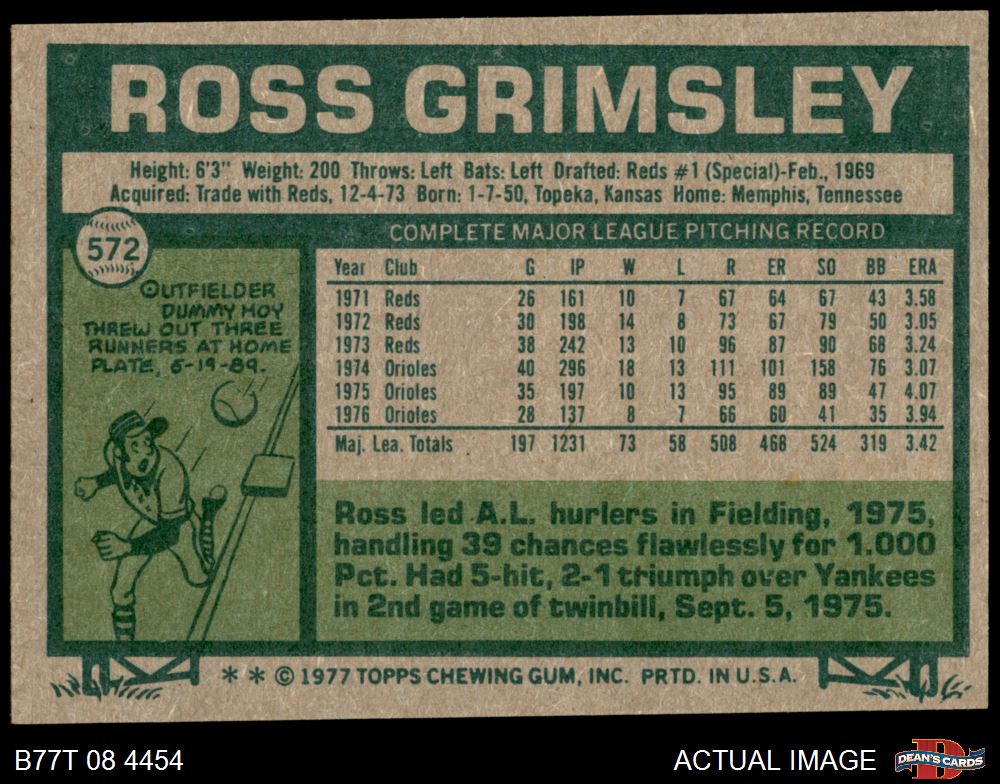 ROSS GRIMSLEY
Height: 6'3" Weight: 200 Throws: Left Bats: Left Drafted: Reds #1 (Special)-Feb., 1969
Acquired: Trade with Reds, 12-4-73 Born: 1-7-50, Topeka, Kansas Home: Memphis, Tennessee
572
OUTFIELDER
DUMMY HOY
THREW OUT THREE
RUNNERS AT HOME
PLATE, 6-19-89.
COMPLETE MAJOR LEAGUE PITCHING RECORD
Year Club G IP W L R ER SO BB ERA
1971 Reds 26 161 10 7 67 64 67 43 3.58
1972 Reds 30 198 14 8 73 67 79 50 3.05
1973 Reds 38 242 13 10 96 87 90 68 3.24
1974 Orioles 40 296 18 13 111 101 158 76 3.07
1975 Orioles 35 197 10 13 95 89 89 47 4.07
1976 Orioles 28 137 8 7 66 60 41 35 3.94
Maj. Lea. Totals 197 1231 73 58 508 468 524 319 3.42
Ross led A.L. hurlers in Fielding, 1975,
handling 39 chances flawlessly for 1.000
Pct. Had 5-hit, 2-1 triumph over Yankees
in 2nd game of twinbill, Sept. 5, 1975.
* * © 1977 TOPPS CHEWING GUM, INC. PRTD. IN U.S.A.
B77T 08 4454
ACTUAL IMAGE
D
DEAN'S CARDS